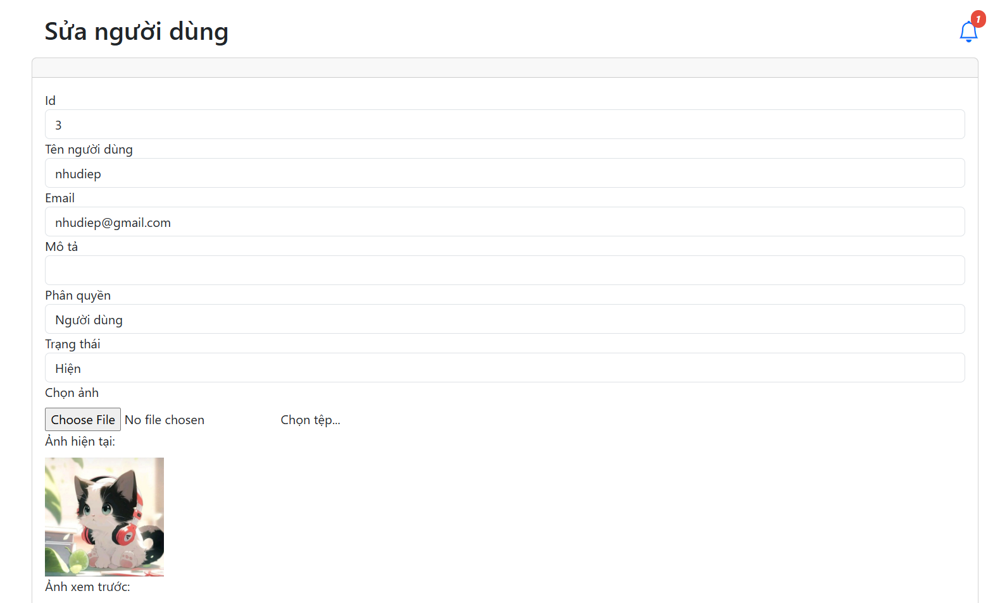 Sửa người dùng
1
Id
3
Tên người dùng
nhudiep
Email
nhudiep@gmail.com
Mô tả
Phân quyền
Người dùng
Trạng thái
Hiện
Chọn ảnh
Choose File No file chosen Chọn tệp...
Ảnh hiện tại:
Ảnh xem trước: